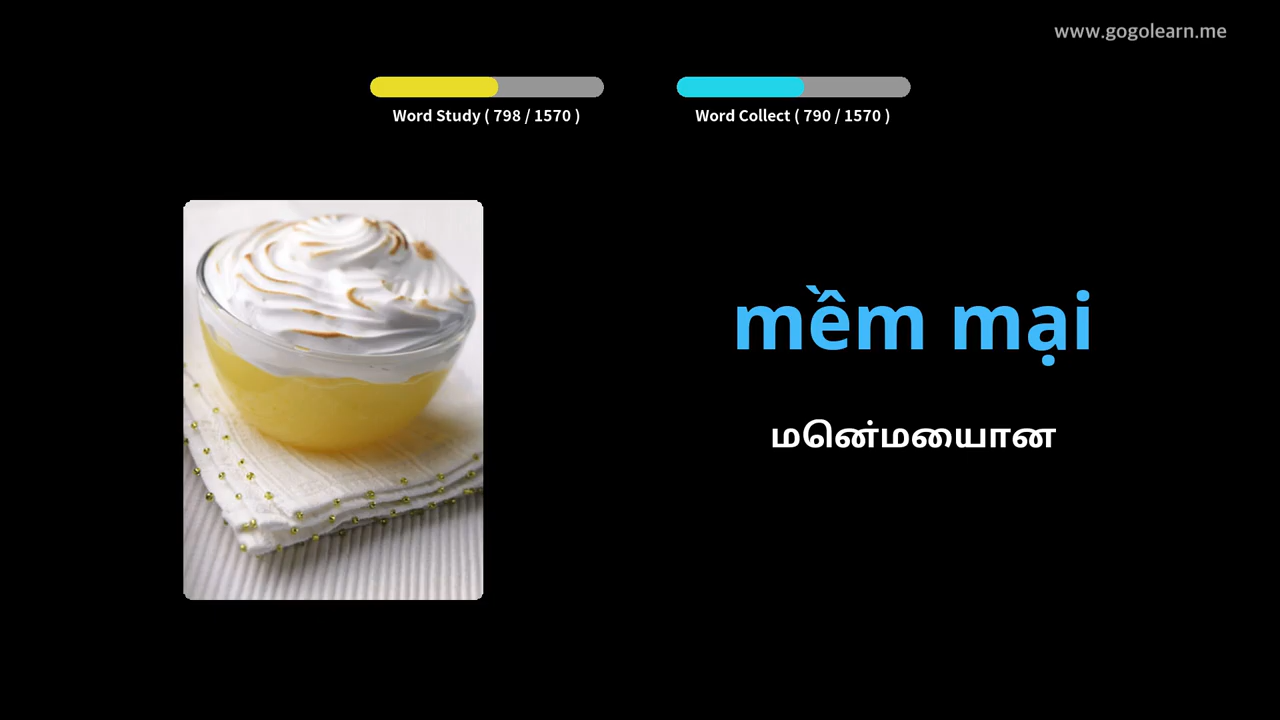 www.gogolearn.me
Word Study ( 798 / 1570 )
Word Collect ( 790 / 1570 )
mềm mại
மென்மையான